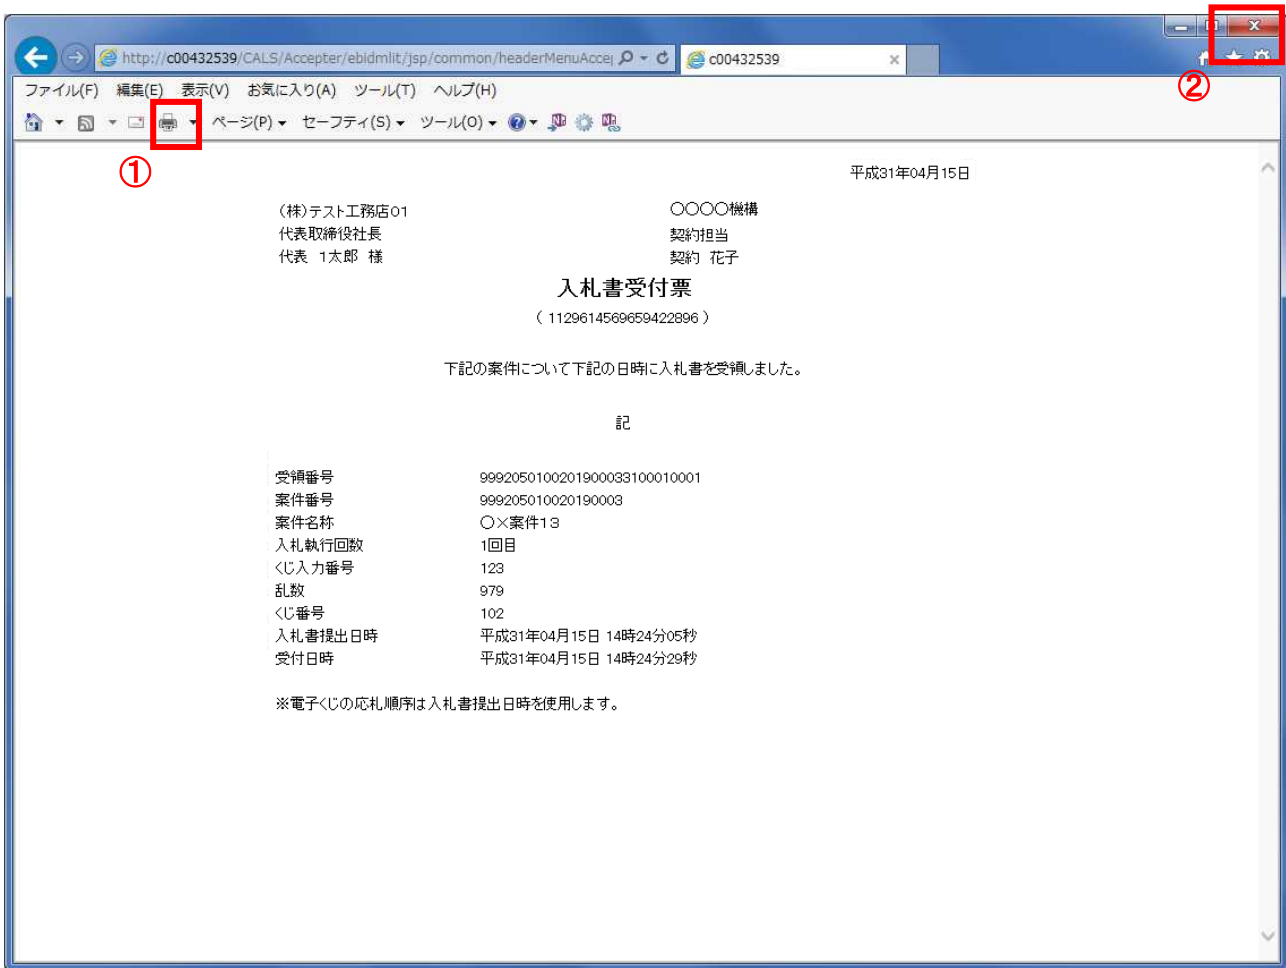 http://c00432539/CALS/Accepter/ebidmlit/jsp/common/headerMenuAccep
c00432539
②
ファイル(F) 編集(E) 表示(V) お気に入り(A) ツール(T) ヘルプ(H)
ページ(P) セーフティ(S) ツール(O)
①
平成31年04月15日
(株)テスト工務店01
〇〇〇〇機構
代表取締役社長
契約担当
代表 1太郎 様
契約 花子
入札書受付票
( 1129614569659422896 )
下記の案件について下記の日時に入札書を受領しました。
記
受領番号 9992050100201900033100010001
案件番号 999205010020190003
案件名称 〇×案件13
入札執行回数 1回目
くじ入力番号 123
乱数 979
くじ番号 102
入札書提出日時 平成31年04月15日 14時24分05秒
受付日時 平成31年04月15日 14時24分29秒
※電子くじの応札順序は入札書提出日時を使用します。